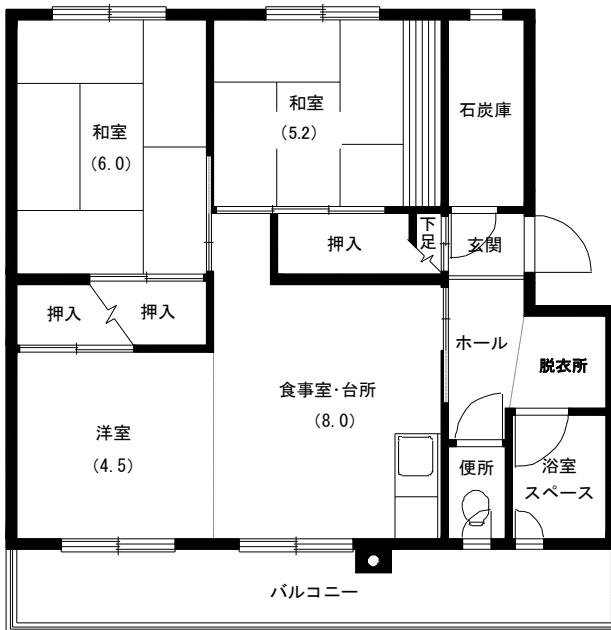 和室
(6.0)
和室
(5.2)
石炭庫
押入
下
足
玄関
押入
押入
ホール
脱衣所
食事室・台所
(8.0)
洋室
(4.5)
便所
浴室
スペース
バルコニー